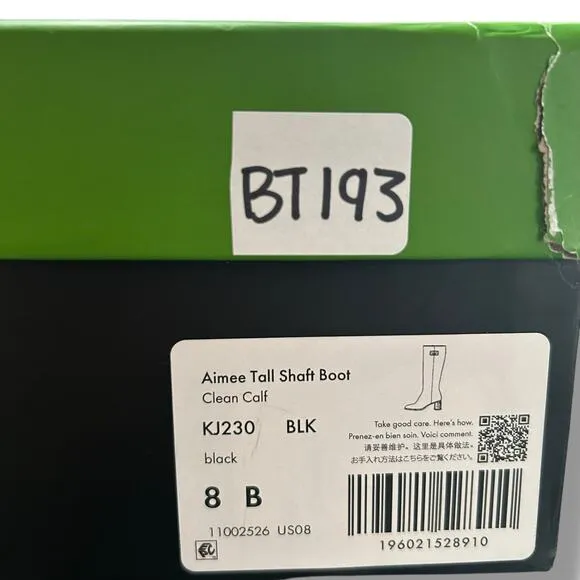 BT193
Aimee Tall Shaft Boot
Clean Calf
KJ230 BLK
black
8 B
11002526 US08
Take good care. Here's how.
Prenez-en bien soin. Voici comment.
请妥善维护。这里是具体做法。
お手入れ方法はこちらをご覧ください。
196021528910